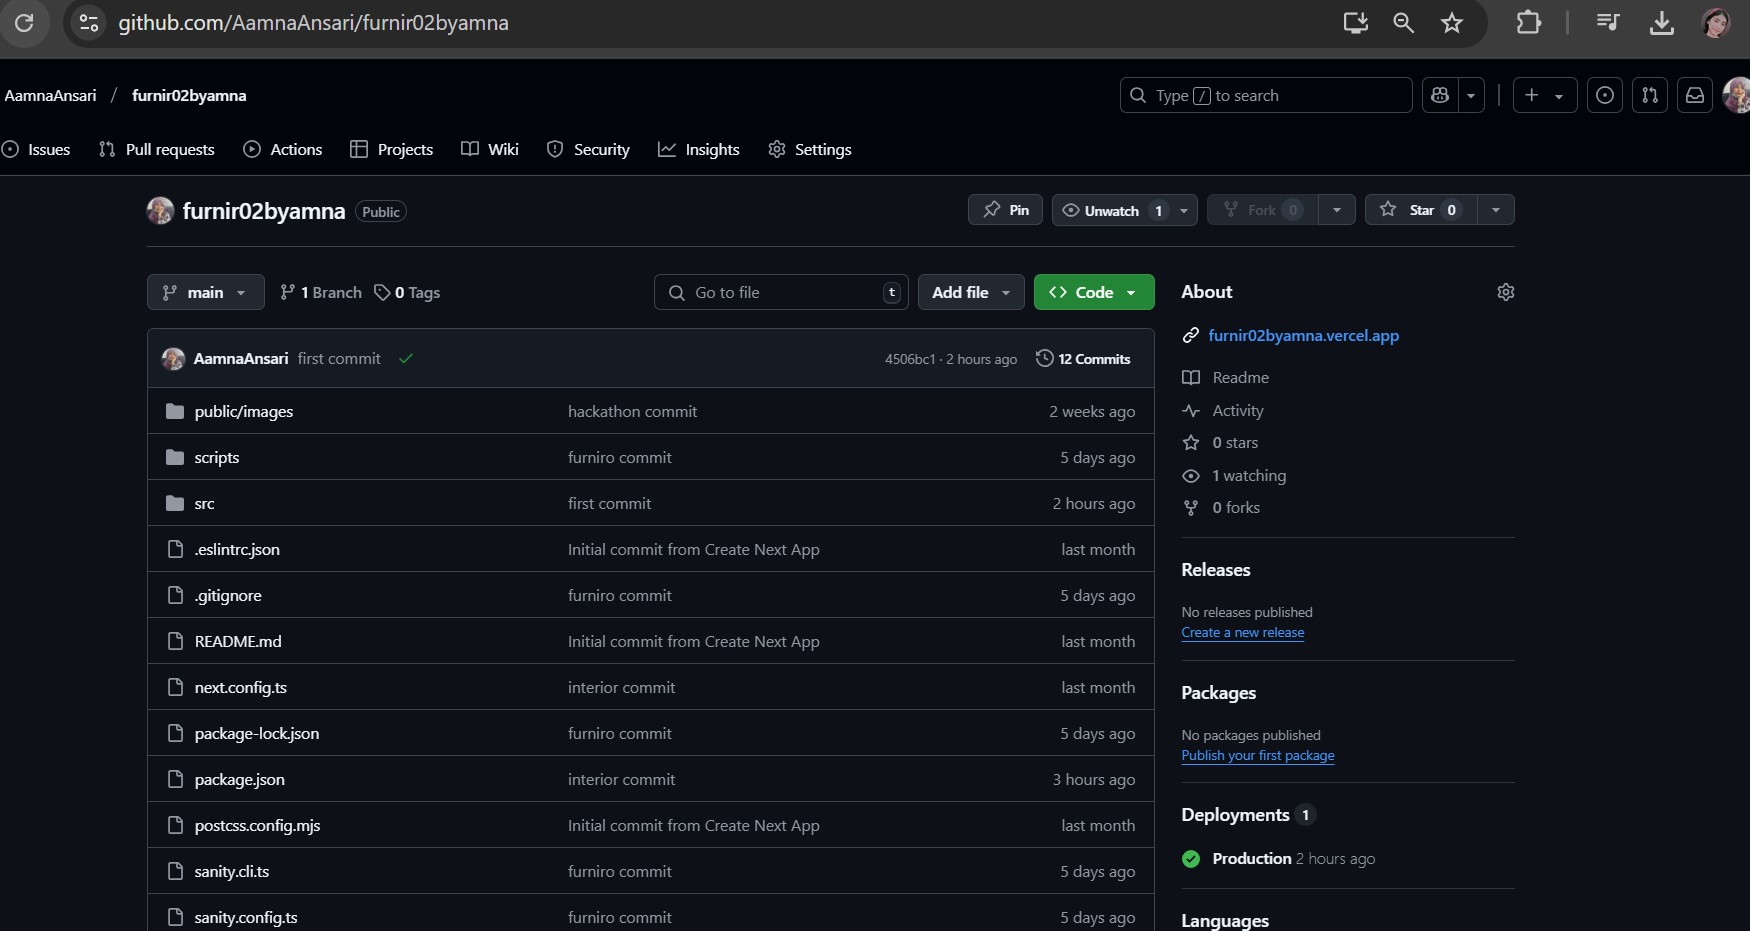 github.com/AamnaAnsari/furnir02byamna
AamnaAnsari / furnir02byamna
Type / to search
Issues Pull requests Actions Projects Wiki Security Insights Settings
furnir02byamna Public
Pin Unwatch 1 Fork 0 Star 0
main 1 Branch 0 Tags Go to file t Add file Code
AamnaAnsari first commit 4506bc1 · 2 hours ago 12 Commits
public/images hackathon commit 2 weeks ago
scripts furniro commit 5 days ago
src first commit 2 hours ago
.eslintrc.json Initial commit from Create Next App last month
.gitignore furniro commit 5 days ago
README.md Initial commit from Create Next App last month
next.config.ts interior commit last month
package-lock.json furniro commit 5 days ago
package.json interior commit 3 hours ago
postcss.config.mjs Initial commit from Create Next App last month
sanity.cli.ts furniro commit 5 days ago
sanity.config.ts furniro commit 5 days ago
About
furnir02byamna.vercel.app
Readme
Activity
0 stars
1 watching
0 forks
Releases
No releases published
Create a new release
Packages
No packages published
Publish your first package
Deployments 1
Production 2 hours ago
Languages